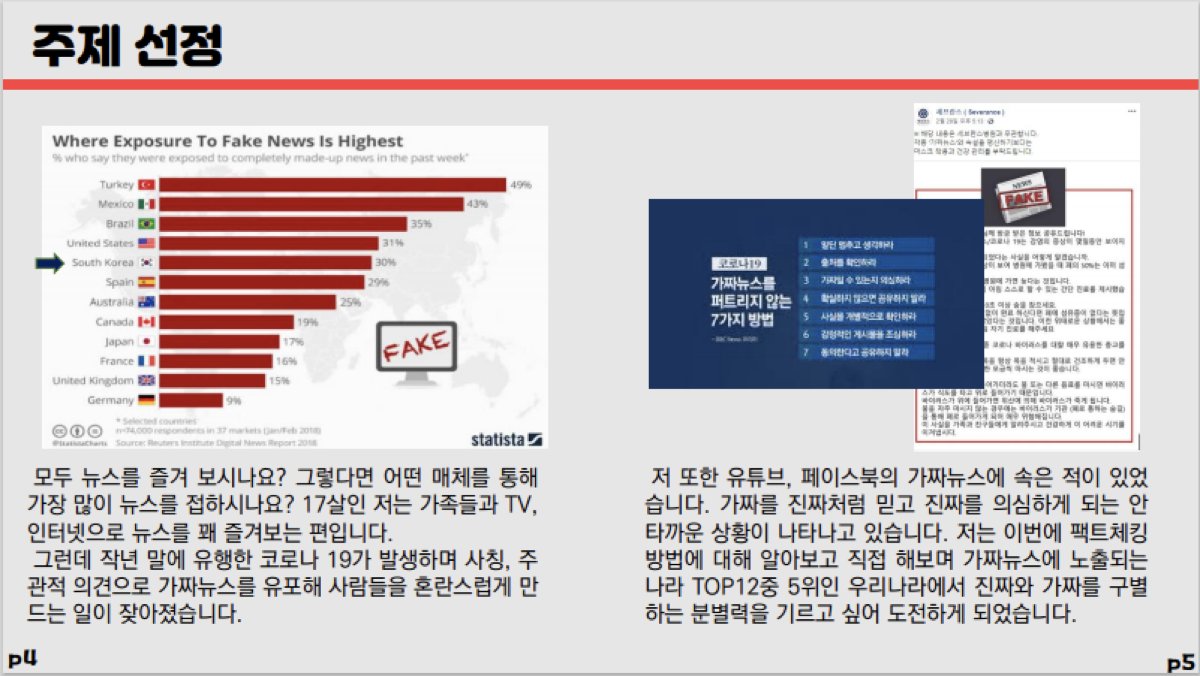 주제 선정
Where Exposure To Fake News Is Highest
% who say they were exposed to completely made-up news in the past week*
Turkey 49%
Mexico 43%
Brazil 35%
United States 31%
South Korea 30%
Spain 29%
Australia 25%
Canada 19%
Japan 17%
France 16%
United Kingdom 15%
Germany 9%
FAKE
* Selected countries
n=74,000 respondents in 37 markets (Jan/Feb 2018)
@StatistaCharts Source: Reuters Institute Digital News Report 2018
statista
모두 뉴스를 즐겨 보시나요? 그렇다면 어떤 매체를 통해
가장 많이 뉴스를 접하시나요? 17살인 저는 가족들과 TV,
인터넷으로 뉴스를 꽤 즐겨보는 편입니다.
그런데 작년 말에 유행한 코로나 19가 발생하며 사칭, 주
관적 의견으로 가짜뉴스를 유포해 사람들을 혼란스럽게 만
드는 일이 잦아졌습니다.
p4
세브란스 ( Severance )
NEWS
FAKE
코로나19
가짜뉴스를
퍼트리지 않는
7가지 방법
- BBC News 코리아
1 일단 멈추고 생각하라
2 출처를 확인하라
3 가짜일 수 있는지 의심하라
4 확실하지 않으면 공유하지 말라
5 사실을 개별적으로 확인하라
6 감정적인 게시물을 조심하라
7 동의한다고 공유하지 말라
저 또한 유튜브, 페이스북의 가짜뉴스에 속은 적이 있었
습니다. 가짜를 진짜처럼 믿고 진짜를 의심하게 되는 안
타까운 상황이 나타나고 있습니다. 저는 이번에 팩트체킹
방법에 대해 알아보고 직접 해보며 가짜뉴스에 노출되는
나라 TOP12중 5위인 우리나라에서 진짜와 가짜를 구별
하는 분별력을 기르고 싶어 도전하게 되었습니다.
p5